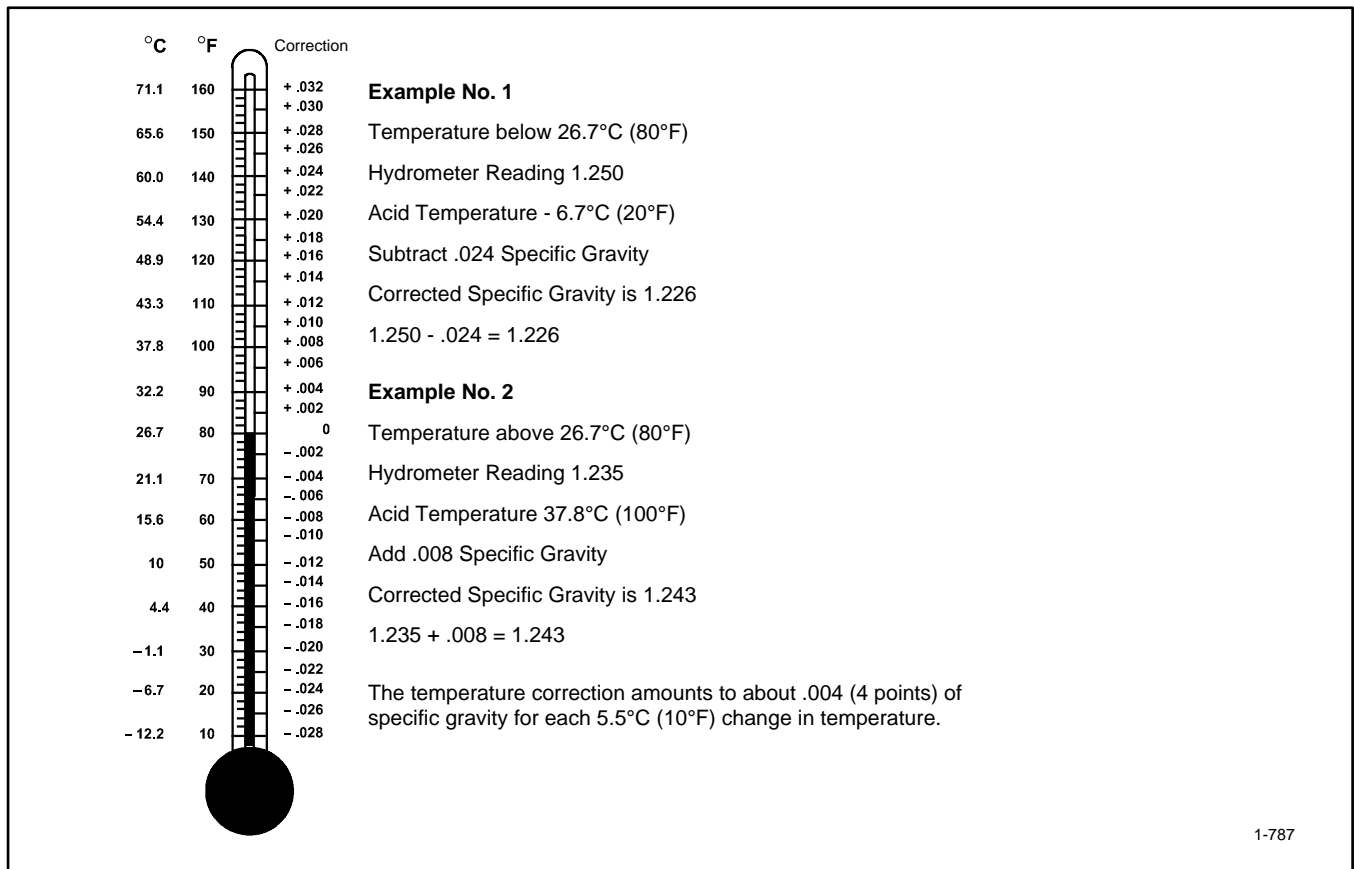 °C °F Correction
71.1 160 + .032
+ .030
65.6 150 + .028
+ .026
60.0 140 + .024
+ .022
54.4 130 + .020
+ .018
48.9 120 + .016
+ .014
43.3 110 + .012
+ .010
37.8 100 + .008
+ .006
32.2 90 + .004
+ .002
26.7 80 0
– .002
21.1 70 – .004
–. 006
15.6 60 – .008
– .010
10 50 – .012
– .014
4.4 40 – .016
– .018
–1.1 30 – .020
– .022
–6.7 20 – .024
– .026
– 12.2 10 – .028
Example No. 1
Temperature below 26.7°C (80°F)
Hydrometer Reading 1.250
Acid Temperature - 6.7°C (20°F)
Subtract .024 Specific Gravity
Corrected Specific Gravity is 1.226
1.250 - .024 = 1.226
Example No. 2
Temperature above 26.7°C (80°F)
Hydrometer Reading 1.235
Acid Temperature 37.8°C (100°F)
Add .008 Specific Gravity
Corrected Specific Gravity is 1.243
1.235 + .008 = 1.243
The temperature correction amounts to about .004 (4 points) of
specific gravity for each 5.5°C (10°F) change in temperature.
1-787